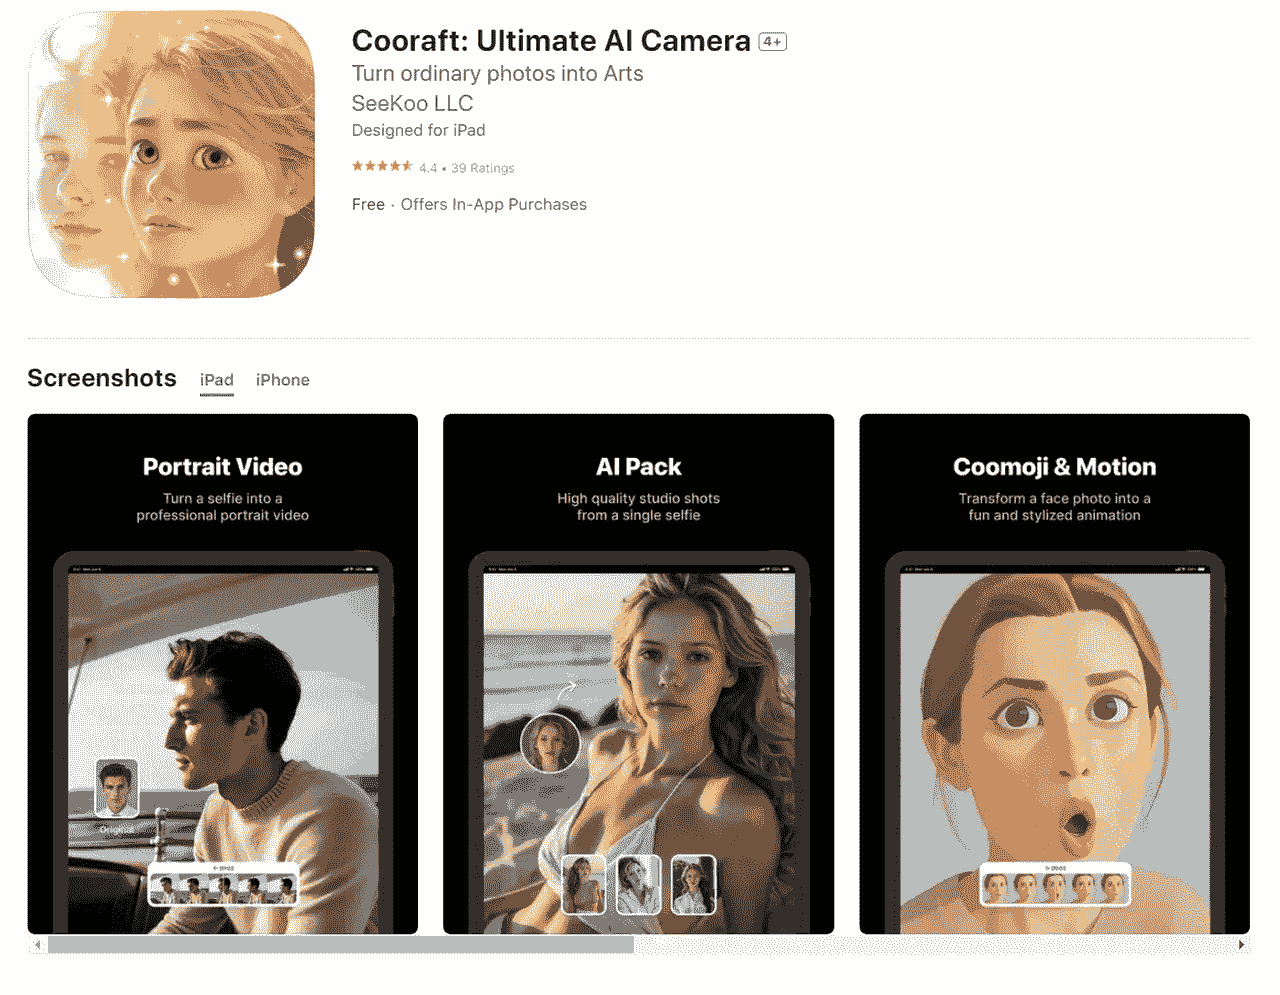 Cooraft: Ultimate AI Camera 4+
Turn ordinary photos into Arts
SeeKoo LLC
Designed for iPad
4.4 • 39 Ratings
Free · Offers In-App Purchases
Screenshots iPad iPhone
Portrait Video
Turn a selfie into a
professional portrait video
Original
AI Pack
High quality studio shots
from a single selfie
Coomoji & Motion
Transform a face photo into a
fun and stylized animation